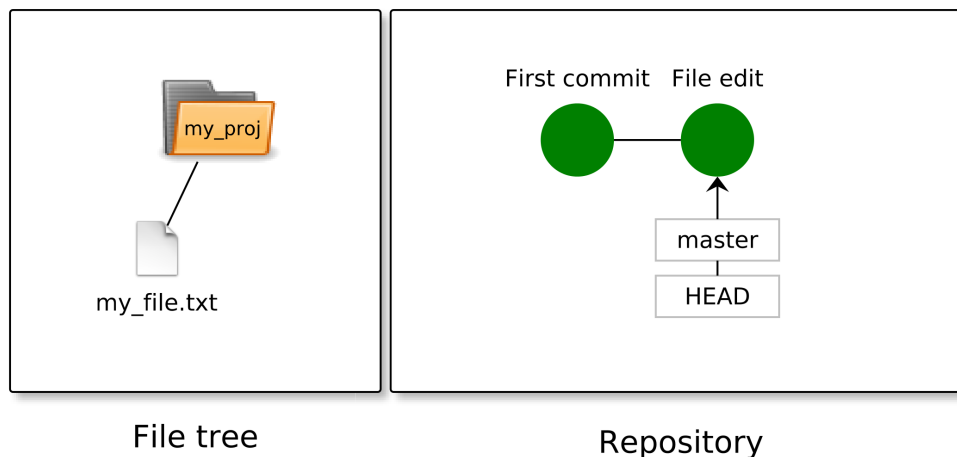 my_proj
my_file.txt
File tree
First commit
File edit
master
HEAD
Repository